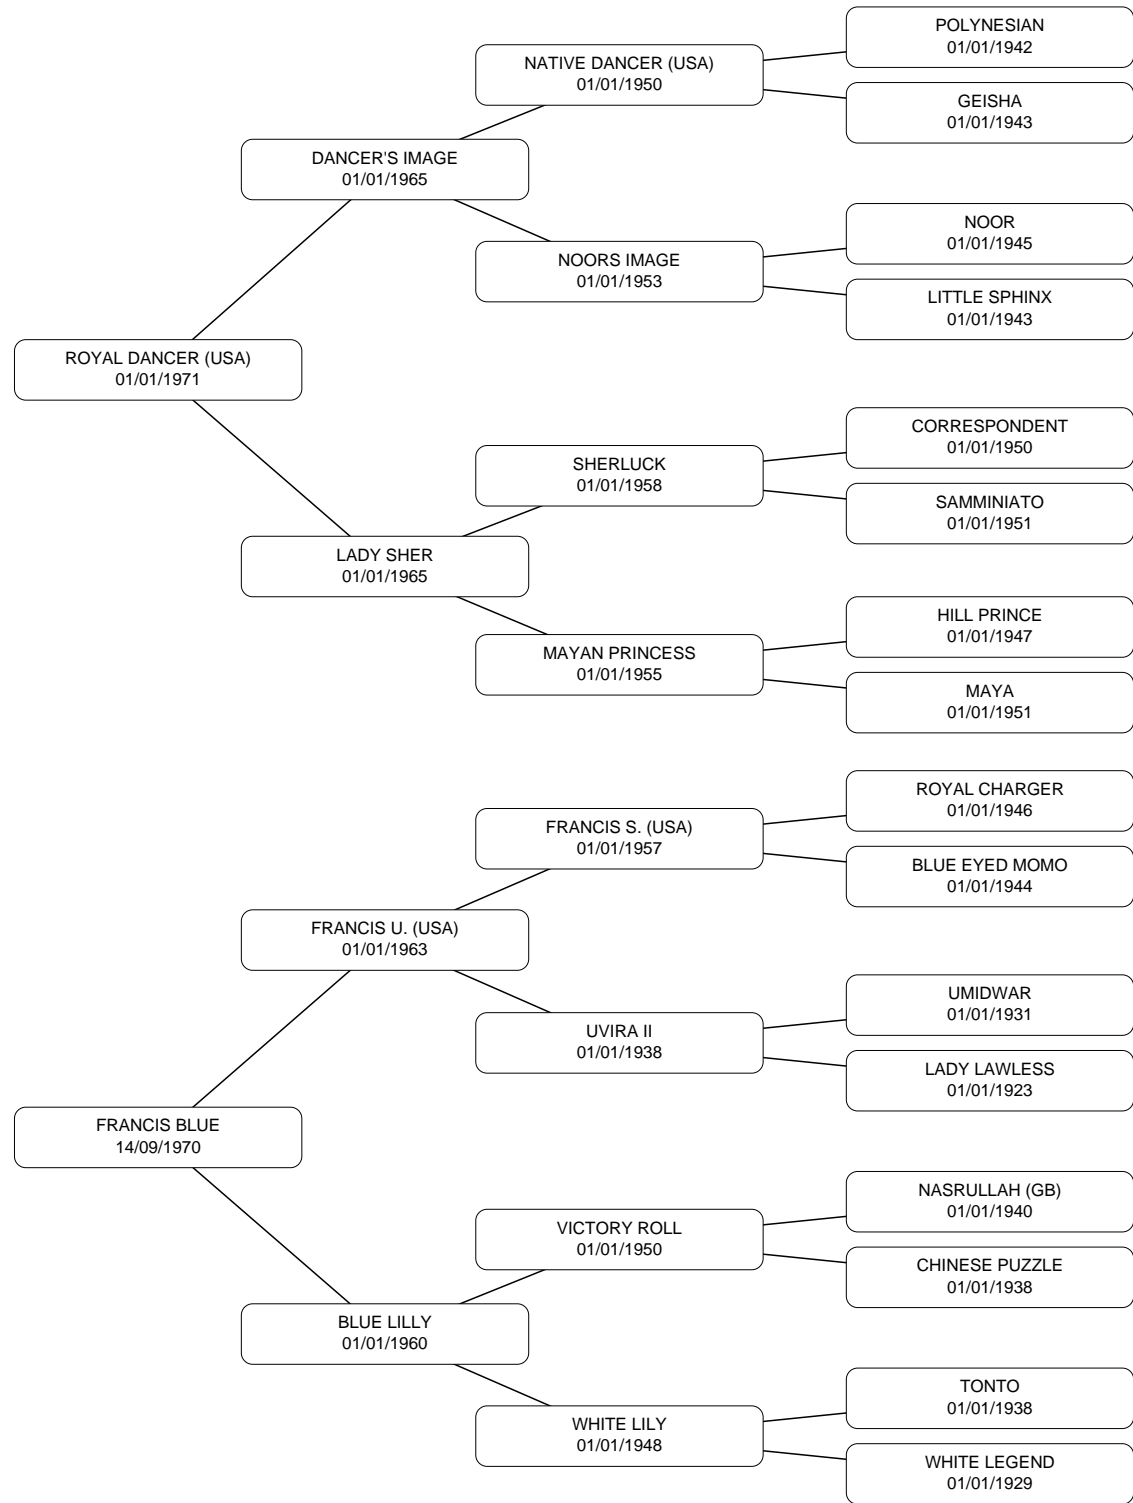 POLYNESIAN
01/01/1942
NATIVE DANCER (USA)
01/01/1950
GEISHA
01/01/1943
DANCER'S IMAGE
01/01/1965
NOOR
01/01/1945
NOORS IMAGE
01/01/1953
LITTLE SPHINX
01/01/1943
ROYAL DANCER (USA)
01/01/1971
CORRESPONDENT
01/01/1950
SHERLUCK
01/01/1958
SAMMINIATO
01/01/1951
LADY SHER
01/01/1965
HILL PRINCE
01/01/1947
MAYAN PRINCESS
01/01/1955
MAYA
01/01/1951
ROYAL CHARGER
01/01/1946
FRANCIS S. (USA)
01/01/1957
BLUE EYED MOMO
01/01/1944
FRANCIS U. (USA)
01/01/1963
UMIDWAR
01/01/1931
UVIRA II
01/01/1938
LADY LAWLESS
01/01/1923
FRANCIS BLUE
14/09/1970
NASRULLAH (GB)
01/01/1940
VICTORY ROLL
01/01/1950
CHINESE PUZZLE
01/01/1938
BLUE LILLY
01/01/1960
TONTO
01/01/1938
WHITE LILY
01/01/1948
WHITE LEGEND
01/01/1929